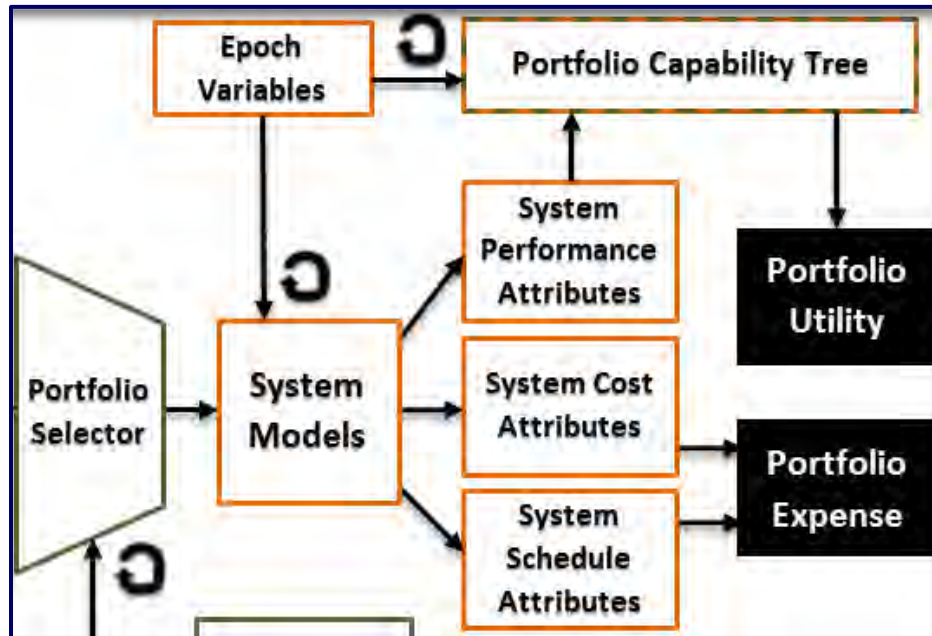 Epoch
Variables
Portfolio Capability Tree
System
Performance
Attributes
Portfolio
Utility
Portfolio
Selector
System
Models
System Cost
Attributes
Portfolio
Expense
System
Schedule
Attributes